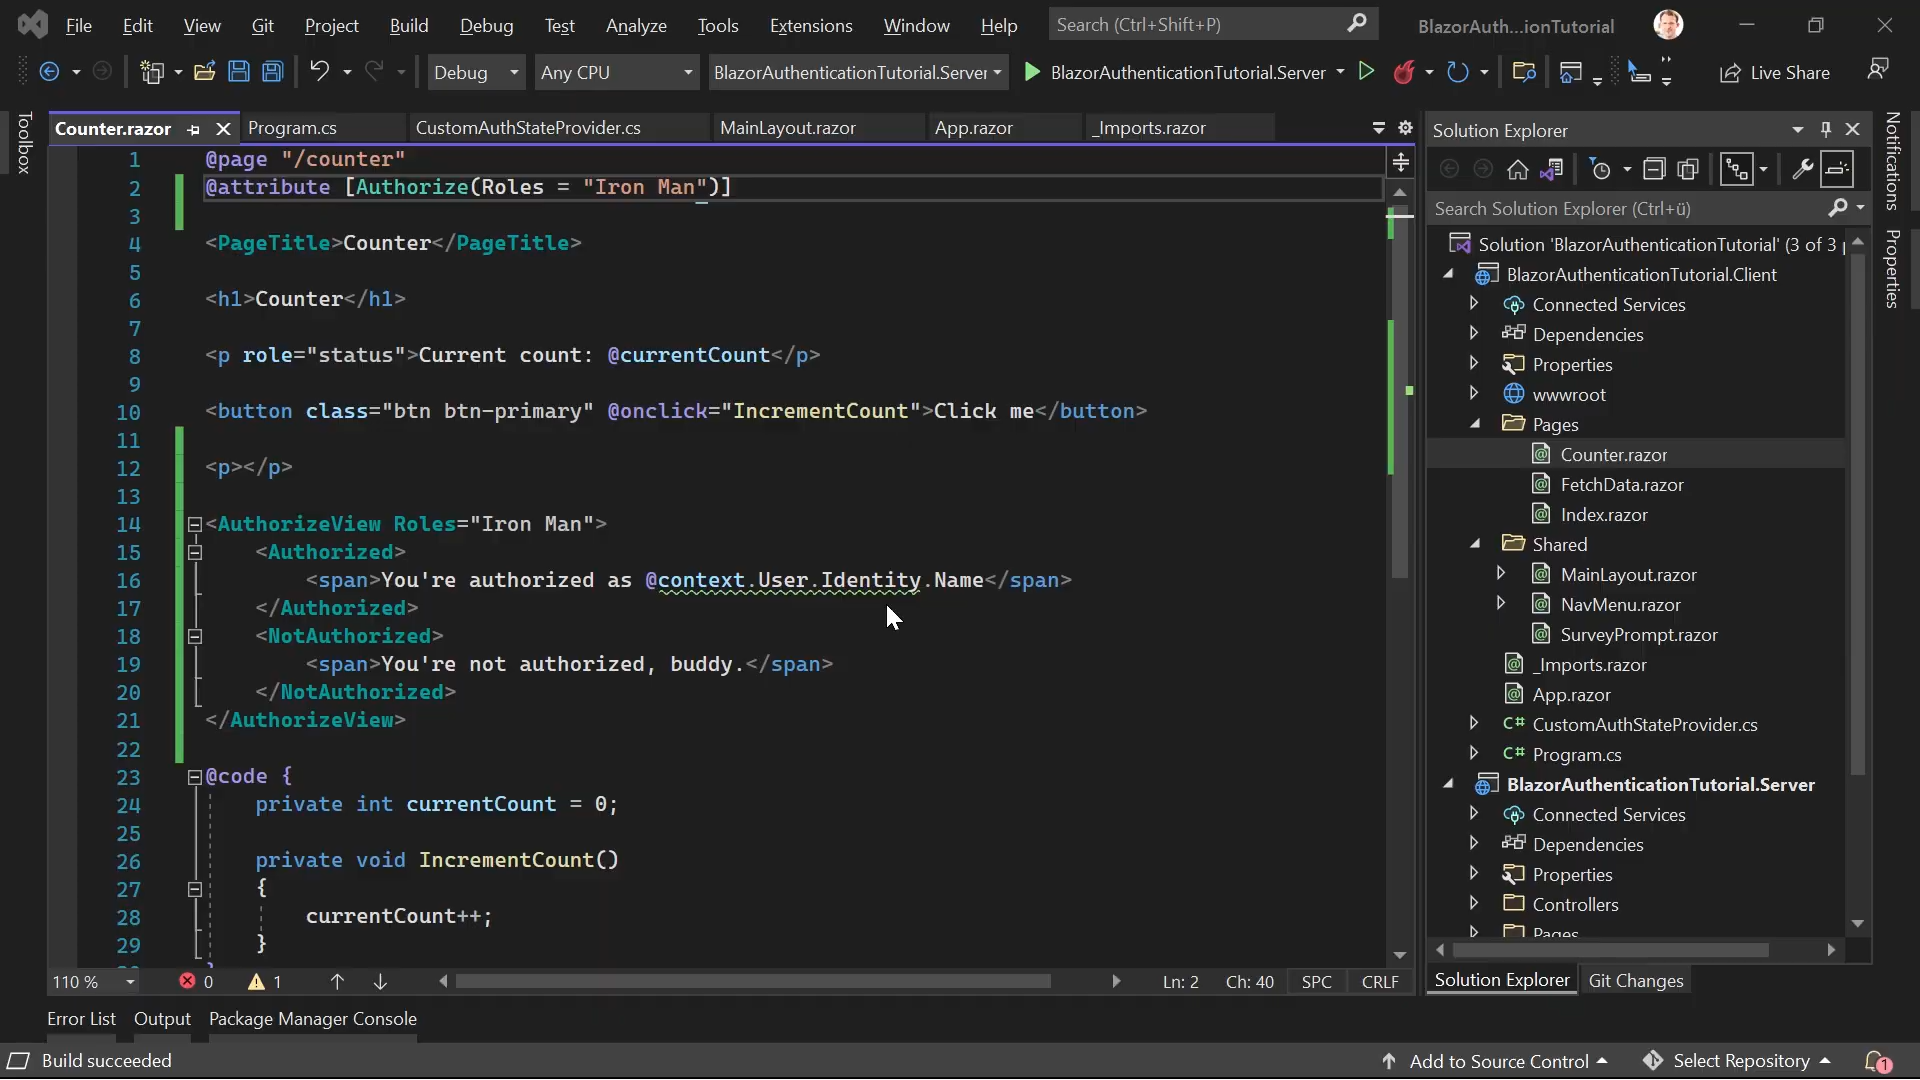 File Edit View Git Project Build Debug Test Analyze Tools Extensions Window Help Search (Ctrl+Shift+P) BlazorAuth...ionTutorial
Debug Any CPU BlazorAuthenticationTutorial.Server BlazorAuthenticationTutorial.Server Live Share
Toolbox
Counter.razor Program.cs CustomAuthStateProvider.cs MainLayout.razor App.razor _Imports.razor
1 @page "/counter"
2 @attribute [Authorize(Roles = "Iron Man")]
3
4 <PageTitle>Counter</PageTitle>
5
6 <h1>Counter</h1>
7
8 <p role="status">Current count: @currentCount</p>
9
10 <button class="btn btn-primary" @onclick="IncrementCount">Click me</button>
11
12 <p></p>
13
14 <AuthorizeView Roles="Iron Man">
15 <Authorized>
16 <span>You're authorized as @context.User.Identity.Name</span>
17 </Authorized>
18 <NotAuthorized>
19 <span>You're not authorized, buddy.</span>
20 </NotAuthorized>
21 </AuthorizeView>
22
23 @code {
24 private int currentCount = 0;
25
26 private void IncrementCount()
27 {
28 currentCount++;
29 }
110 % 0 1 Ln: 2 Ch: 40 SPC CRLF
Solution Explorer
Search Solution Explorer (Ctrl+ü)
Solution 'BlazorAuthenticationTutorial' (3 of 3
BlazorAuthenticationTutorial.Client
Connected Services
Dependencies
Properties
wwwroot
Pages
Counter.razor
FetchData.razor
Index.razor
Shared
MainLayout.razor
NavMenu.razor
SurveyPrompt.razor
_Imports.razor
App.razor
C# CustomAuthStateProvider.cs
C# Program.cs
BlazorAuthenticationTutorial.Server
Connected Services
Dependencies
Properties
Controllers
Pages
Solution Explorer Git Changes
Notifications
Properties
Error List Output Package Manager Console
Build succeeded Add to Source Control Select Repository 1